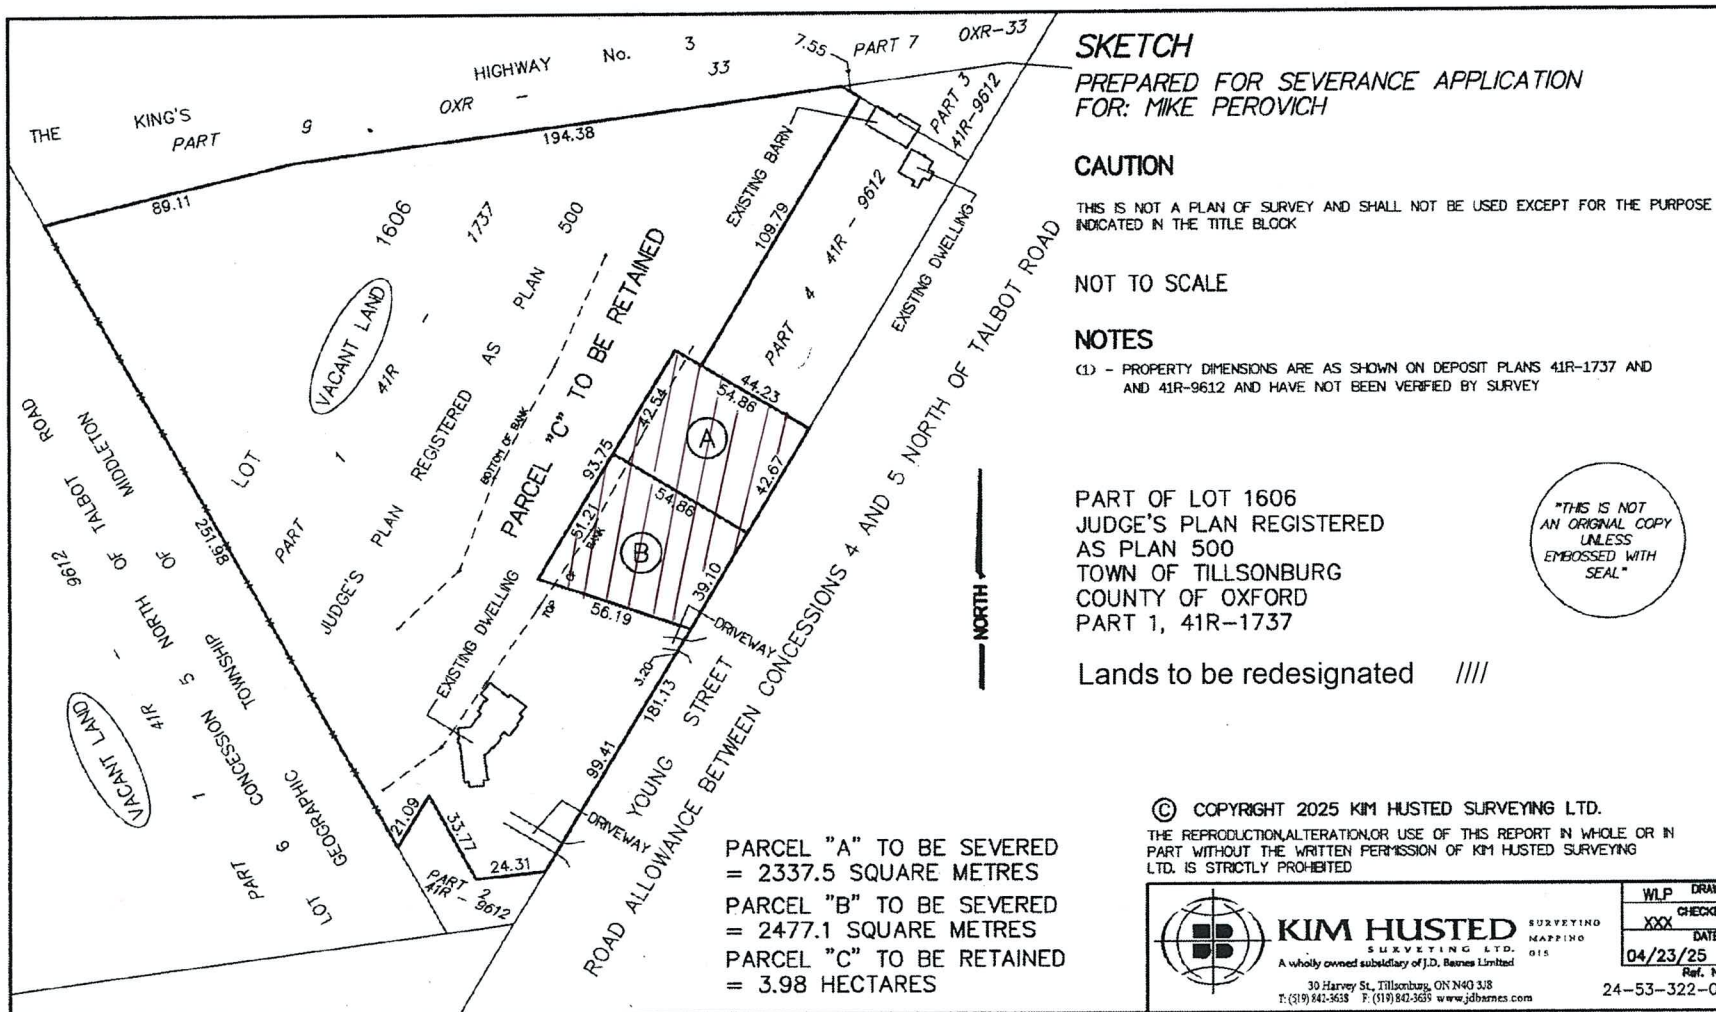 THE KING'S HIGHWAY No. 3
PART 9 . OXR - 33
7.55
PART 7 OXR-33
PART 3
41R-9612
89.11
194.38
EXISTING BARN
109.79
PART 4 41R - 9612
EXISTING DWELLING
LOT 1606
PART 1 41R - 1737
JUDGE'S PLAN REGISTERED AS PLAN 500
VACANT LAND
BOTTOM OF BANK
PARCEL "C" TO BE RETAINED
44.23
54.86
42.54
A
93.75
42.67
54.86
51.21
B
TOP OF BANK
39.10
56.19
DRIVEWAY
3.20
181.13
99.41
YOUNG STREET
ROAD ALLOWANCE BETWEEN CONCESSIONS 4 AND 5 NORTH OF TALBOT ROAD
EXISTING DWELLING
DRIVEWAY
21.09
33.77
24.31
PART 2
41R - 9612
251.98
PART 1 41R - 9612
LOT 6 CONCESSION 5 NORTH OF TALBOT ROAD
GEOGRAPHIC TOWNSHIP OF MIDDLETON
VACANT LAND
PARCEL "A" TO BE SEVERED
= 2337.5 SQUARE METRES
PARCEL "B" TO BE SEVERED
= 2477.1 SQUARE METRES
PARCEL "C" TO BE RETAINED
= 3.98 HECTARES
SKETCH
PREPARED FOR SEVERANCE APPLICATION
FOR: MIKE PEROVICH
CAUTION
THIS IS NOT A PLAN OF SURVEY AND SHALL NOT BE USED EXCEPT FOR THE PURPOSE
INDICATED IN THE TITLE BLOCK
NOT TO SCALE
NOTES
(1) - PROPERTY DIMENSIONS ARE AS SHOWN ON DEPOSIT PLANS 41R-1737 AND
AND 41R-9612 AND HAVE NOT BEEN VERIFIED BY SURVEY
NORTH
PART OF LOT 1606
JUDGE'S PLAN REGISTERED
AS PLAN 500
TOWN OF TILLSONBURG
COUNTY OF OXFORD
PART 1, 41R-1737
"THIS IS NOT
AN ORIGINAL COPY
UNLESS
EMBOSSED WITH
SEAL"
Lands to be redesignated ////
© COPYRIGHT 2025 KIM HUSTED SURVEYING LTD.
THE REPRODUCTION,ALTERATION,OR USE OF THIS REPORT IN WHOLE OR IN
PART WITHOUT THE WRITTEN PERMISSION OF KIM HUSTED SURVEYING
LTD. IS STRICTLY PROHIBITED
KIM HUSTED
SURVEYING LTD.
SURVEYING
MAPPING
GIS
A wholly owned subsidiary of J.D. Barnes Limited
30 Harvey St., Tillsonburg, ON N4G 3J8
T: (519) 842-3638 F: (519) 842-3639 www.jdbarnes.com
WLP
XXX
DATE
04/23/25
Ref. N
24-53-322-0